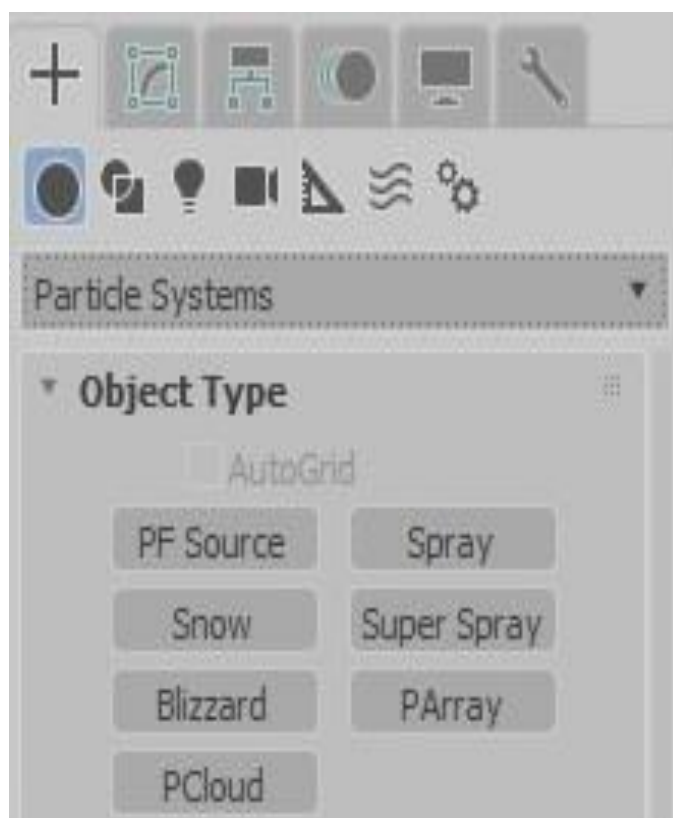 Particle Systems
Object Type
AutoGrid
PF Source Spray
Snow Super Spray
Blizzard PArray
PCloud